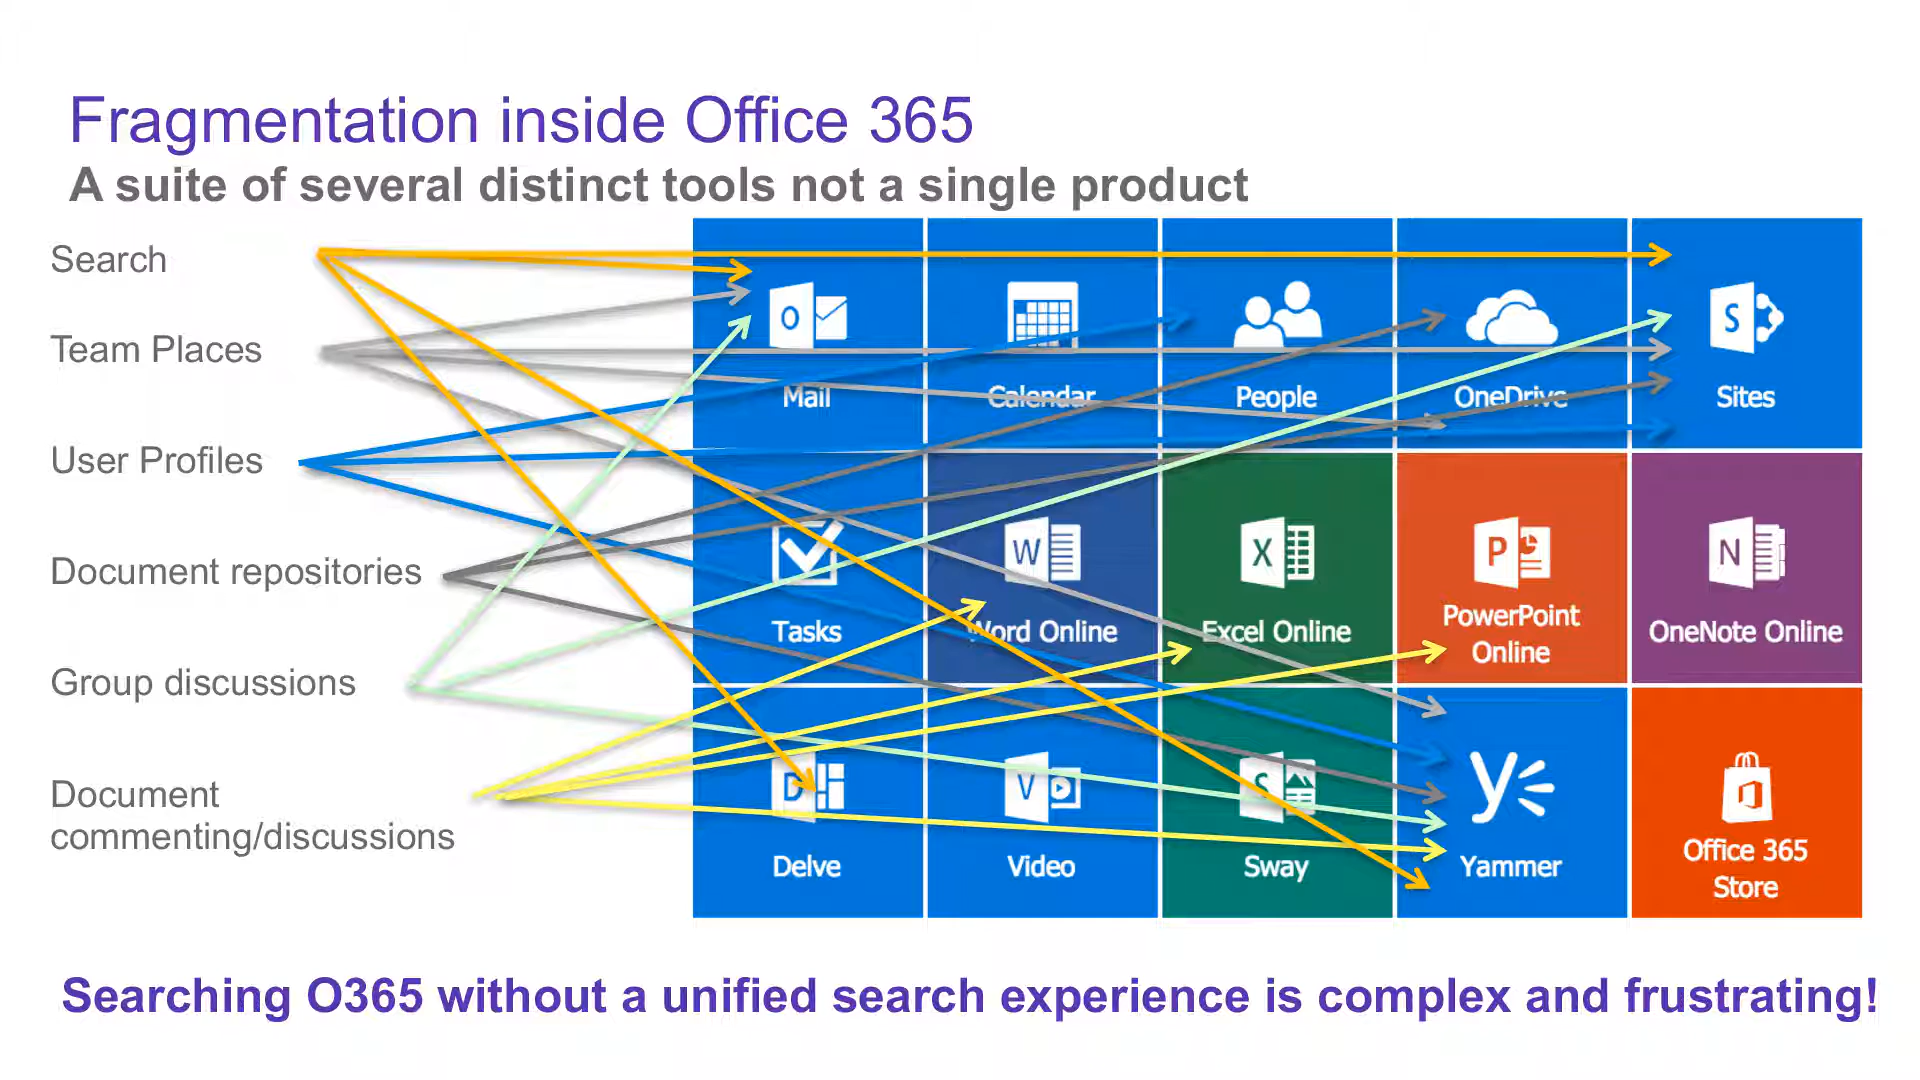 Fragmentation inside Office 365
A suite of several distinct tools not a single product
Search
Team Places
User Profiles
Document repositories
Group discussions
Document
commenting/discussions
O
Mail
Calendar
People
OneDrive
S
Sites
Tasks
W
Word Online
X
Excel Online
P
PowerPoint
Online
N
OneNote Online
D
Delve
V
Video
S
Sway
Yammer
Office 365
Store
Searching O365 without a unified search experience is complex and frustrating!